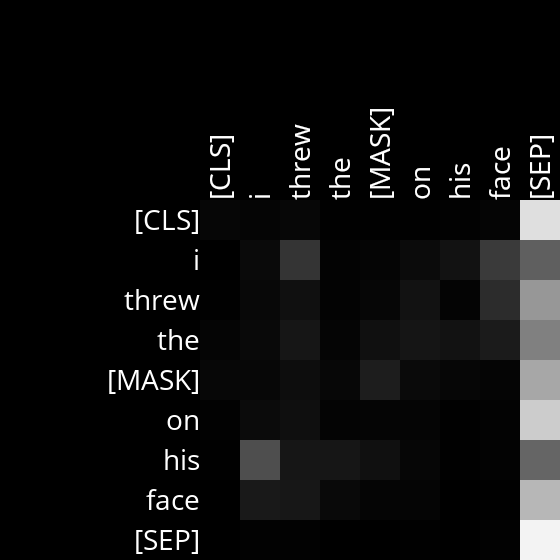 [CLS] i threw the [MASK] on his face [SEP]
[CLS]
i
threw
the
[MASK]
on
his
face
[SEP]